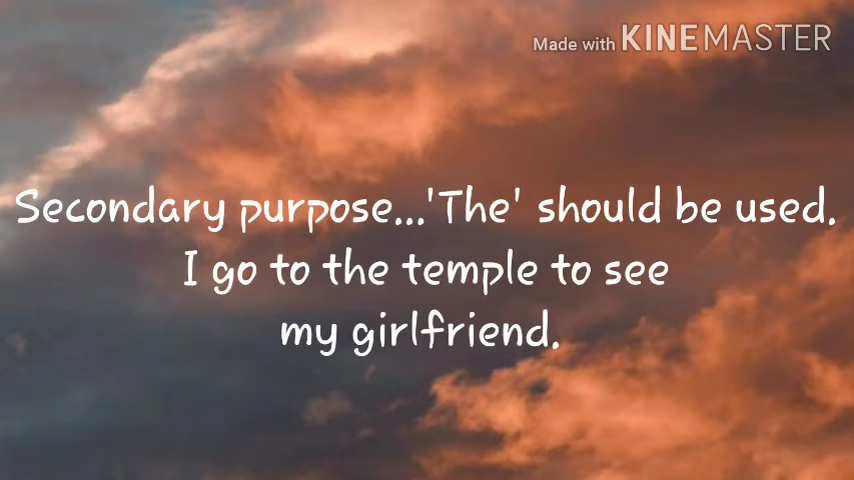 Made with KINEMASTER
Secondary purpose...'The' should be used.
I go to the temple to see
my girlfriend.